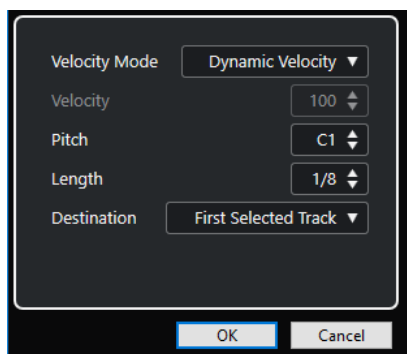 Velocity Mode Dynamic Velocity
Velocity 100
Pitch C1
Length 1/8
Destination First Selected Track
OK Cancel